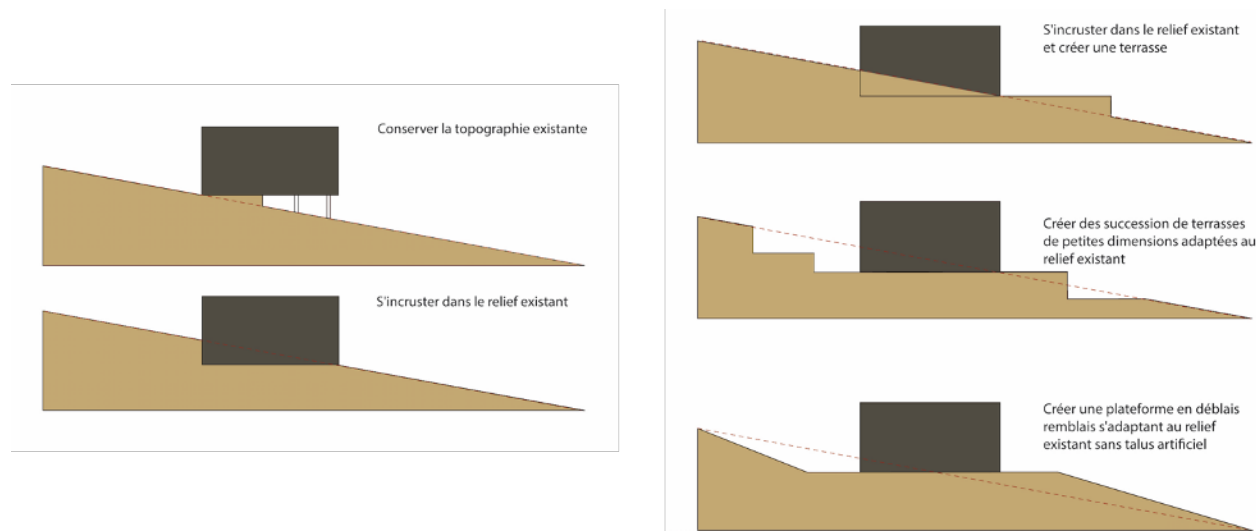 Conserver la topographie existante
S'incruster dans le relief existant
S'incruster dans le relief existant
et créer une terrasse
Créer des succession de terrasses
de petites dimensions adaptées au
relief existant
Créer une plateforme en déblais
remblais s'adaptant au relief
existant sans talus artificiel